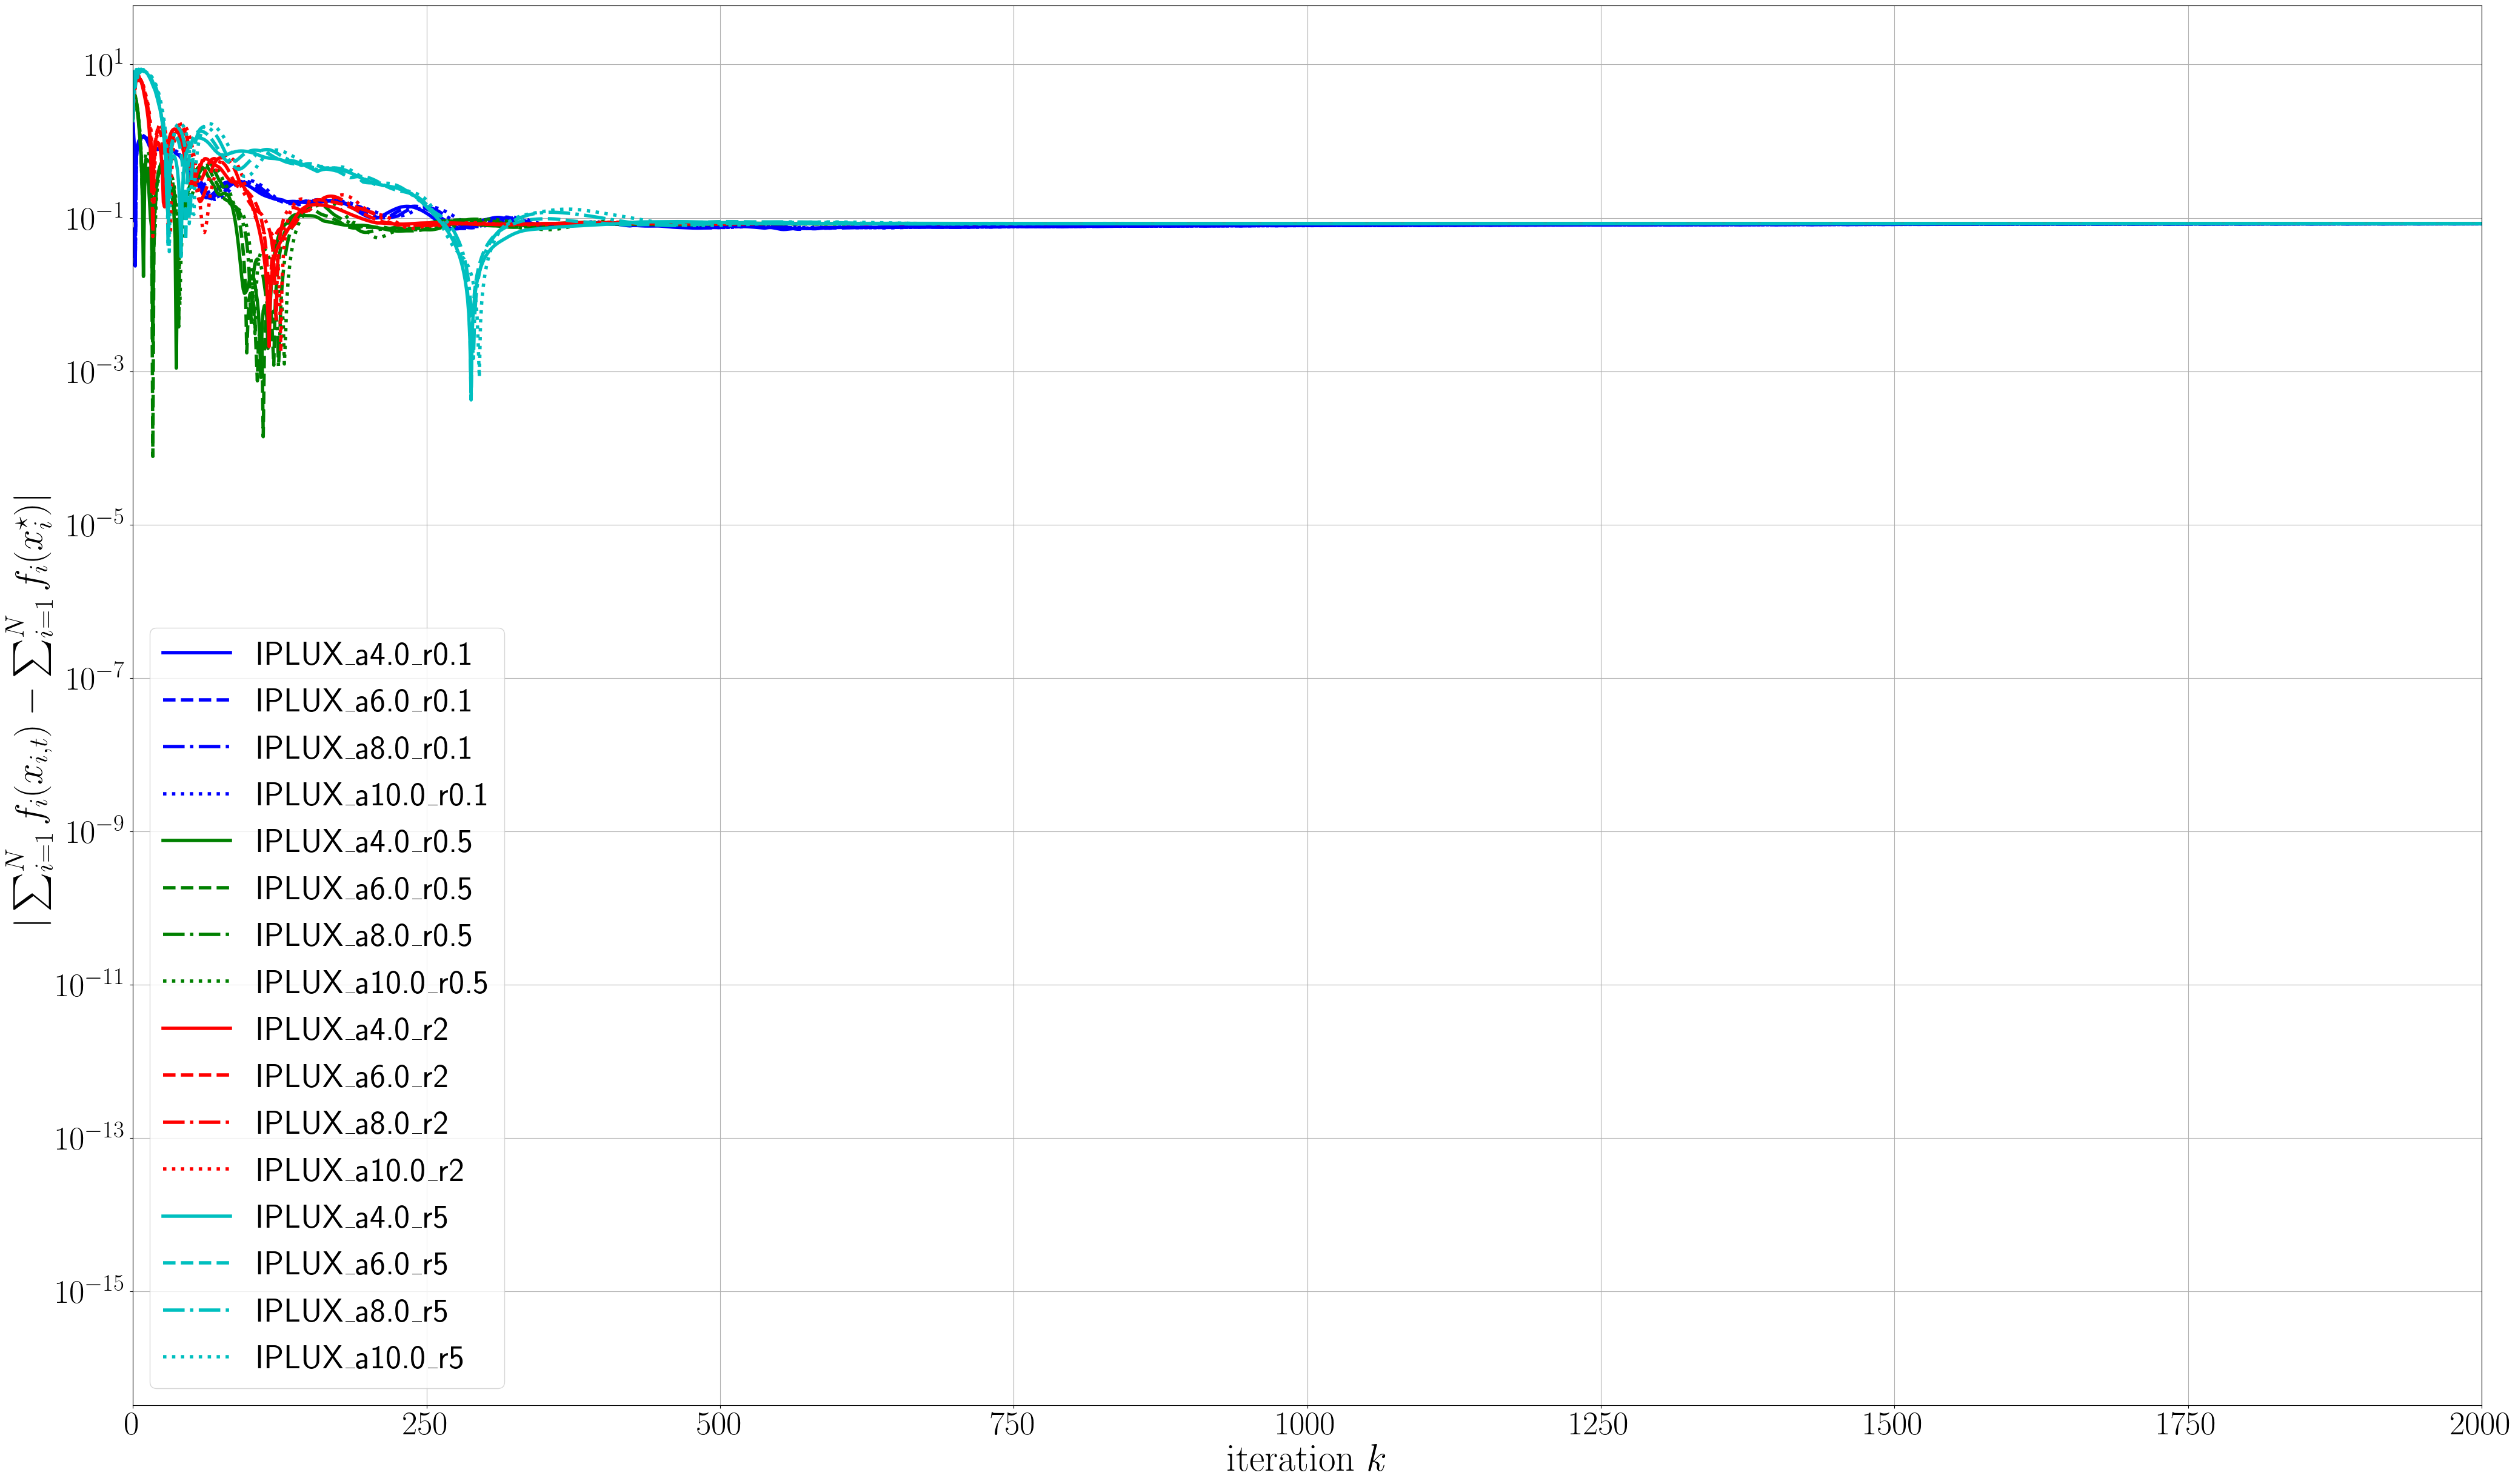 |∑_{i=1}^{N} f_i(x_{i,t}) − ∑_{i=1}^{N} f_i(x_i^⋆)|
10^1
10^{−1}
10^{−3}
10^{−5}
10^{−7}
10^{−9}
10^{−11}
10^{−13}
10^{−15}
IPLUX_a4.0_r0.1
IPLUX_a6.0_r0.1
IPLUX_a8.0_r0.1
IPLUX_a10.0_r0.1
IPLUX_a4.0_r0.5
IPLUX_a6.0_r0.5
IPLUX_a8.0_r0.5
IPLUX_a10.0_r0.5
IPLUX_a4.0_r2
IPLUX_a6.0_r2
IPLUX_a8.0_r2
IPLUX_a10.0_r2
IPLUX_a4.0_r5
IPLUX_a6.0_r5
IPLUX_a8.0_r5
IPLUX_a10.0_r5
0 250 500 750 1000 1250 1500 1750 2000
iteration k